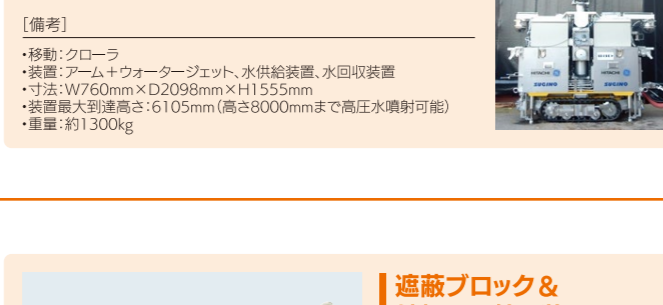 ［備考］
・移動：クローラ
・装置：アーム＋ウォータージェット、水供給装置、水回収装置
・寸法：W760mm×D2098mm×H1555mm
・装置最大到達高さ：6105mm（高さ8000mmまで高圧水噴射可能）
・重量：約1300kg
HITACHI HITACHI
SUGINO SUGINO
遮蔽ブロック＆